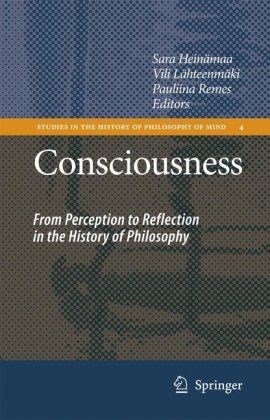 Sara Heinämaa
Vili Lähteenmäki
Pauliina Remes
Editors
STUDIES IN THE HISTORY OF PHILOSOPHY OF MIND 4
Consciousness
From Perception to Reflection
in the History of Philosophy
Springer